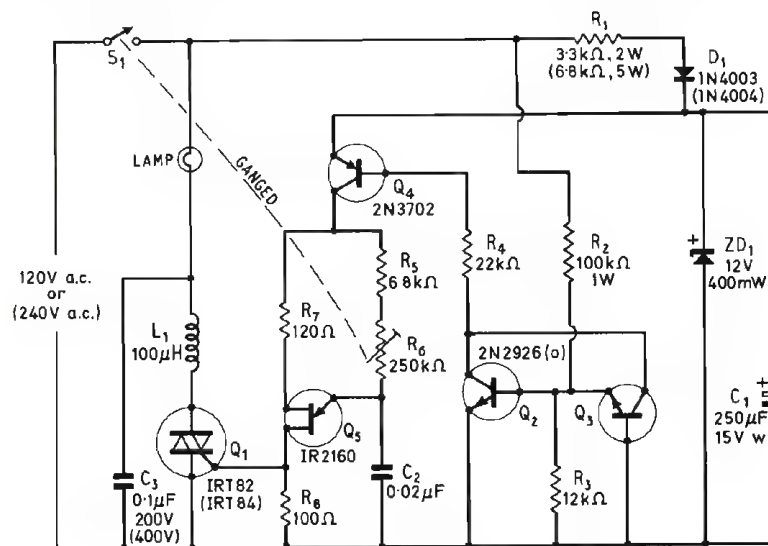 S1
R1
3·3kΩ, 2W
(6·8kΩ, 5W)
D1
1N4003
(1N4004)
LAMP
GANGED
Q4
2N3702
120V a.c.
or
(240V a.c.)
L1
100μH
R7
120Ω
R5
6·8kΩ
R6
250kΩ
R4
22kΩ
R2
100kΩ
1W
ZD1
12V
400mW
2N2926(o)
Q2
Q3
C1
250μF
15V w
Q1
IRT82
(IRT84)
Q5
IR2160
C3
0·1μF
200V
(400V)
R8
100Ω
C2
0·02μF
R3
12kΩ